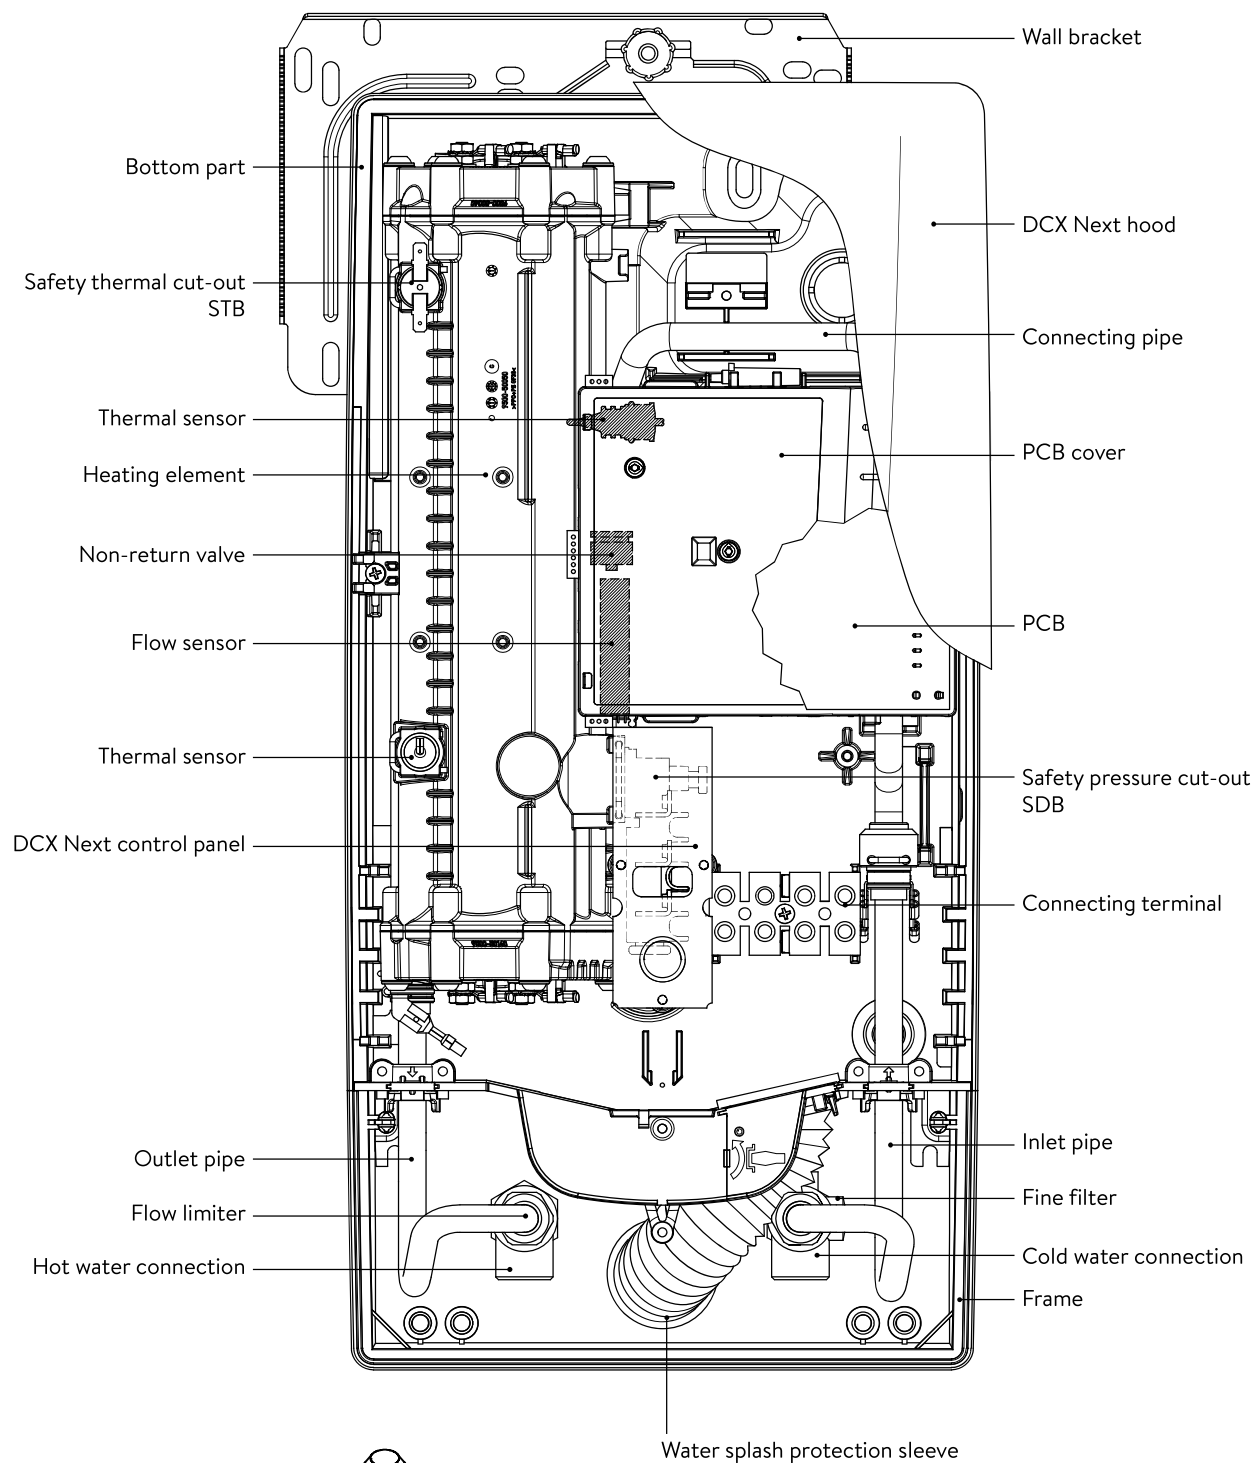 Wall bracket
Bottom part
DCX Next hood
Safety thermal cut-out
STB
Connecting pipe
Thermal sensor
PCB cover
Heating element
Non-return valve
PCB
Flow sensor
Thermal sensor
Safety pressure cut-out
SDB
DCX Next control panel
Connecting terminal
Inlet pipe
Outlet pipe
Fine filter
Flow limiter
Cold water connection
Hot water connection
Frame
Water splash protection sleeve